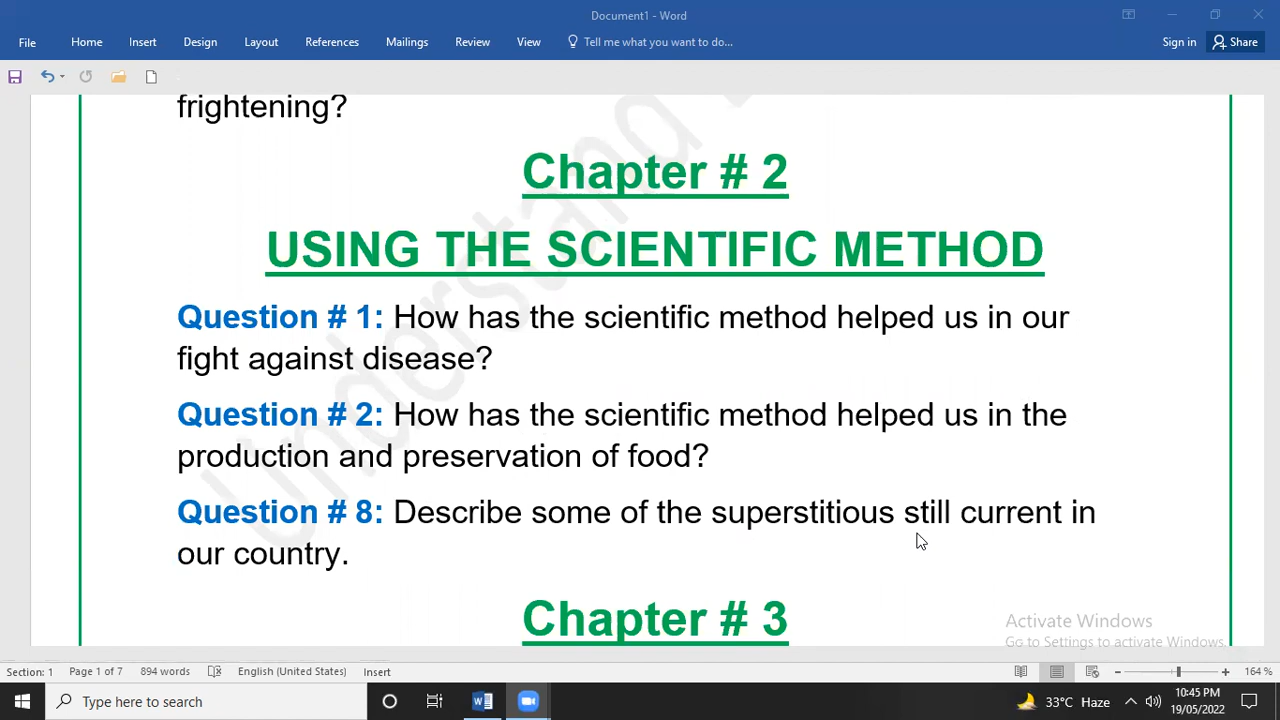 Document1 - Word
File Home Insert Design Layout References Mailings Review View Tell me what you want to do... Sign in Share
frightening?
Chapter # 2
USING THE SCIENTIFIC METHOD
Question # 1: How has the scientific method helped us in our
fight against disease?
Question # 2: How has the scientific method helped us in the
production and preservation of food?
Question # 8: Describe some of the superstitious still current in
our country.
Chapter # 3
Understand
Activate Windows
Go to Settings to activate Windows.
Section: 1 Page 1 of 7 894 words English (United States) Insert 164 %
Type here to search 33°C Haze 10:45 PM
19/05/2022